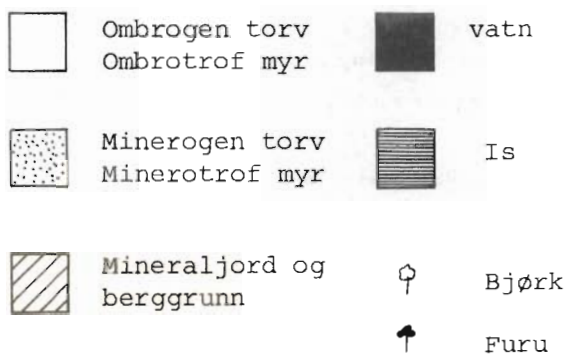 Ombrogen torv
Ombrotrof myr
vatn
Minerogen torv
Minerotrof myr
Is
Mineraljord og
berggrunn
Bjørk
Furu